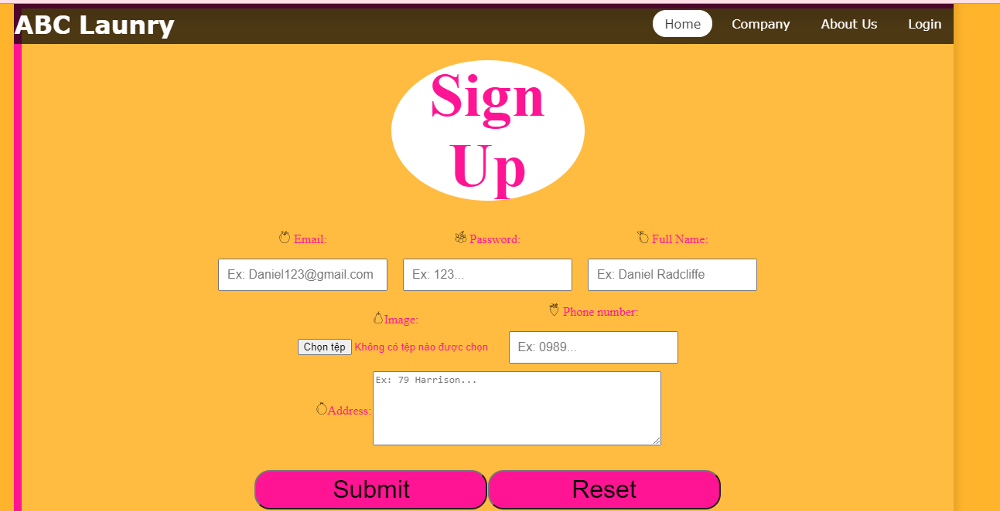 ABC Launry
Home Company About Us Login
Sign
Up
Email: Password: Full Name:
Ex: Daniel123@gmail.com Ex: 123... Ex: Daniel Radcliffe
Image: Phone number:
Chọn tệp Không có tệp nào được chọn Ex: 0989...
Address: Ex: 79 Harrison...
Submit Reset